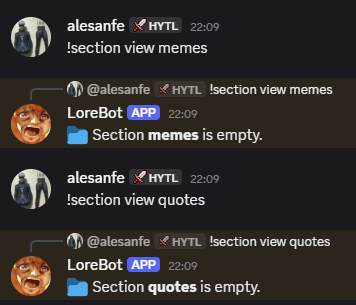 alesanfe HYTL 22:09
!section view memes
@alesanfe HYTL !section view memes
LoreBot APP 22:09
Section memes is empty.
alesanfe HYTL 22:09
!section view quotes
@alesanfe HYTL !section view quotes
LoreBot APP 22:09
Section quotes is empty.